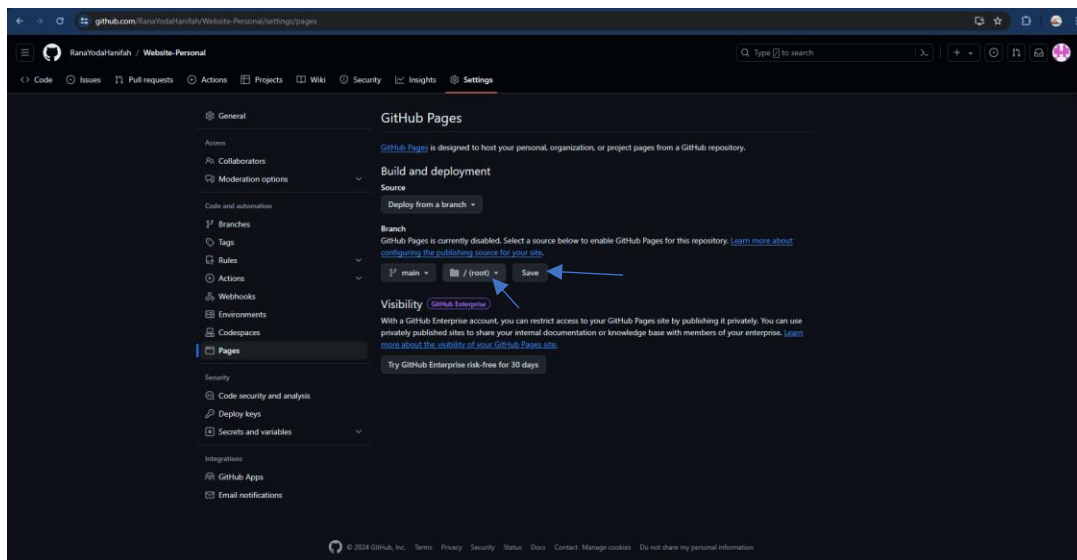 github.com/RanaYodaHanifah/Website-Personal/settings/pages
RanaYodaHanifah / Website-Personal
Type / to search
Code Issues Pull requests Actions Projects Wiki Security Insights Settings
General
Access
Collaborators
Moderation options
Code and automation
Branches
Tags
Rules
Actions
Webhooks
Environments
Codespaces
Pages
Security
Code security and analysis
Deploy keys
Secrets and variables
Integrations
GitHub Apps
Email notifications
GitHub Pages
GitHub Pages is designed to host your personal, organization, or project pages from a GitHub repository.
Build and deployment
Source
Deploy from a branch
Branch
GitHub Pages is currently disabled. Select a source below to enable GitHub Pages for this repository. Learn more about
configuring the publishing source for your site.
main / (root) Save
Visibility GitHub Enterprise
With a GitHub Enterprise account, you can restrict access to your GitHub Pages site by publishing it privately. You can use
privately published sites to share your internal documentation or knowledge base with members of your enterprise. Learn
more about the visibility of your GitHub Pages site.
Try GitHub Enterprise risk-free for 30 days
© 2024 GitHub, Inc. Terms Privacy Security Status Docs Contact Manage cookies Do not share my personal information